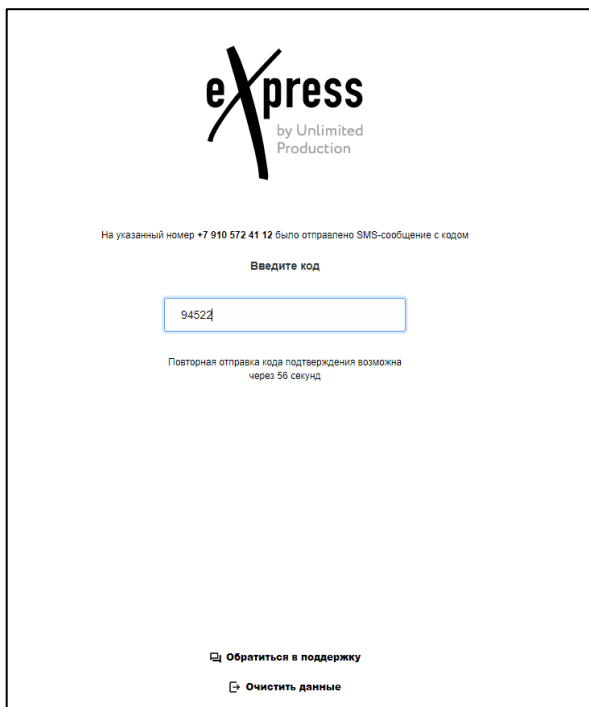 eXpress
by Unlimited
Production
На указанный номер +7 910 572 41 12 было отправлено SMS-сообщение с кодом
Введите код
94522
Повторная отправка кода подтверждения возможна
через 56 секунд
Обратиться в поддержку
Очистить данные